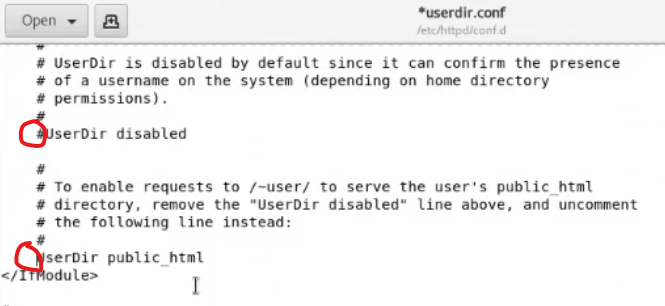 Open
*userdir.conf
/etc/httpd/conf.d
#
# UserDir is disabled by default since it can confirm the presence
# of a username on the system (depending on home directory
# permissions).
#
#UserDir disabled
#
# To enable requests to /~user/ to serve the user's public_html
# directory, remove the "UserDir disabled" line above, and uncomment
# the following line instead:
#
UserDir public_html
</IfModule>